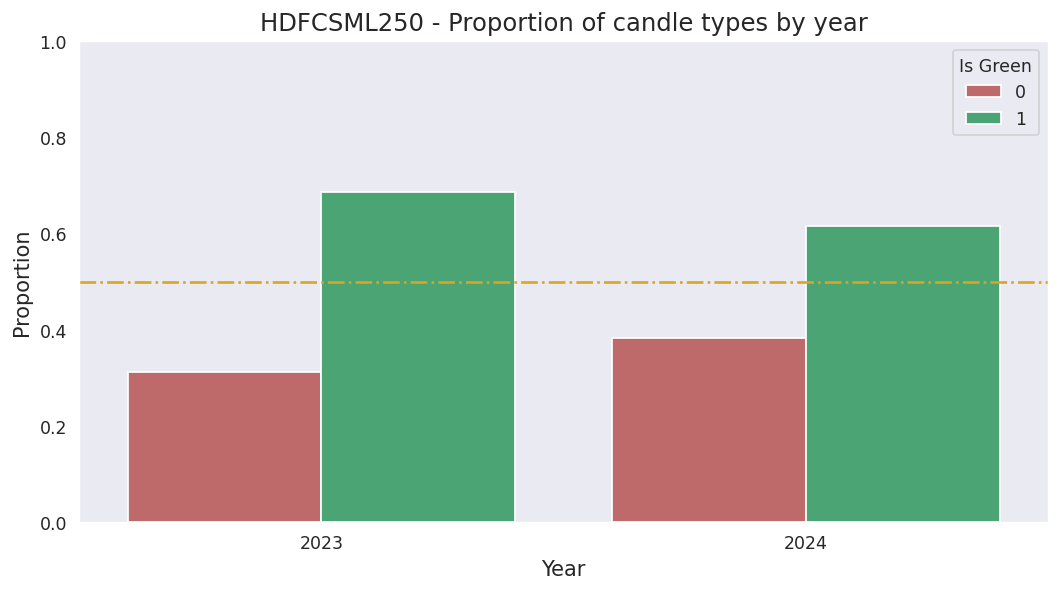 HDFCSML250 - Proportion of candle types by year
1.0
0.8
0.6
0.4
0.2
0.0
Proportion
Is Green
0
1
2023
2024
Year